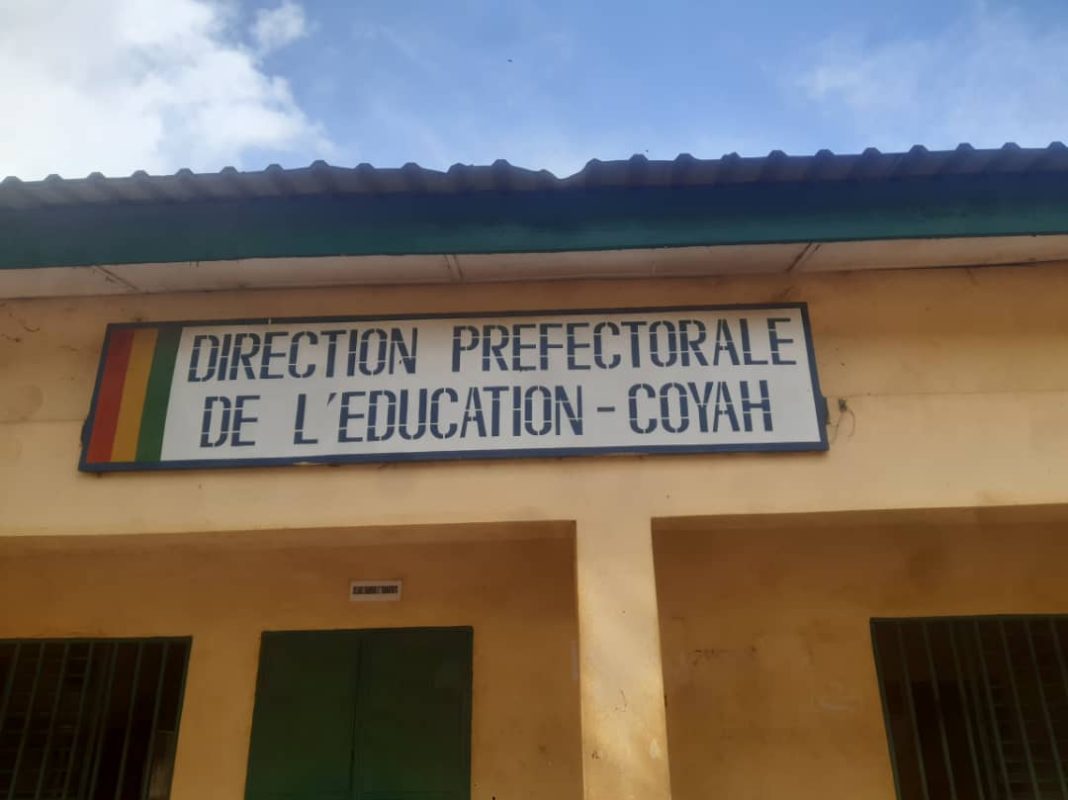 DIRECTION PREFECTORALE
DE L'EDUCATION - COYAH